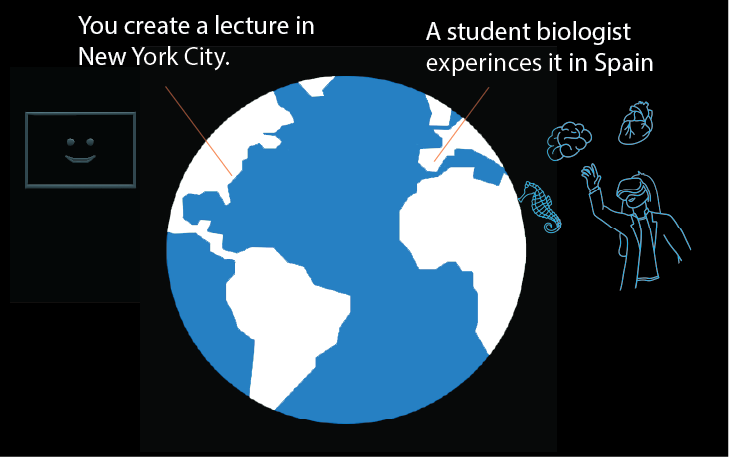 You create a lecture in
New York City.
A student biologist
experinces it in Spain